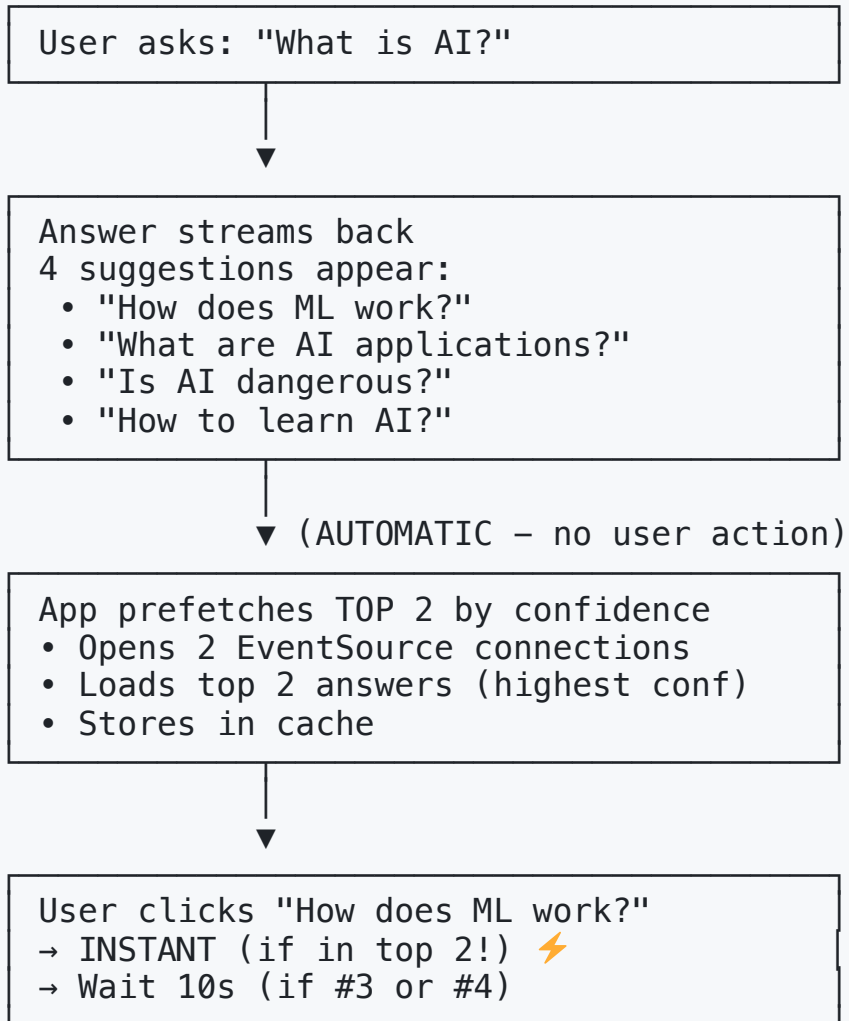 User asks: "What is AI?"
▼
Answer streams back
4 suggestions appear:
• "How does ML work?"
• "What are AI applications?"
• "Is AI dangerous?"
• "How to learn AI?"
▼ (AUTOMATIC – no user action)
App prefetches TOP 2 by confidence
• Opens 2 EventSource connections
• Loads top 2 answers (highest conf)
• Stores in cache
▼
User clicks "How does ML work?"
→ INSTANT (if in top 2!) ⚡
→ Wait 10s (if #3 or #4)